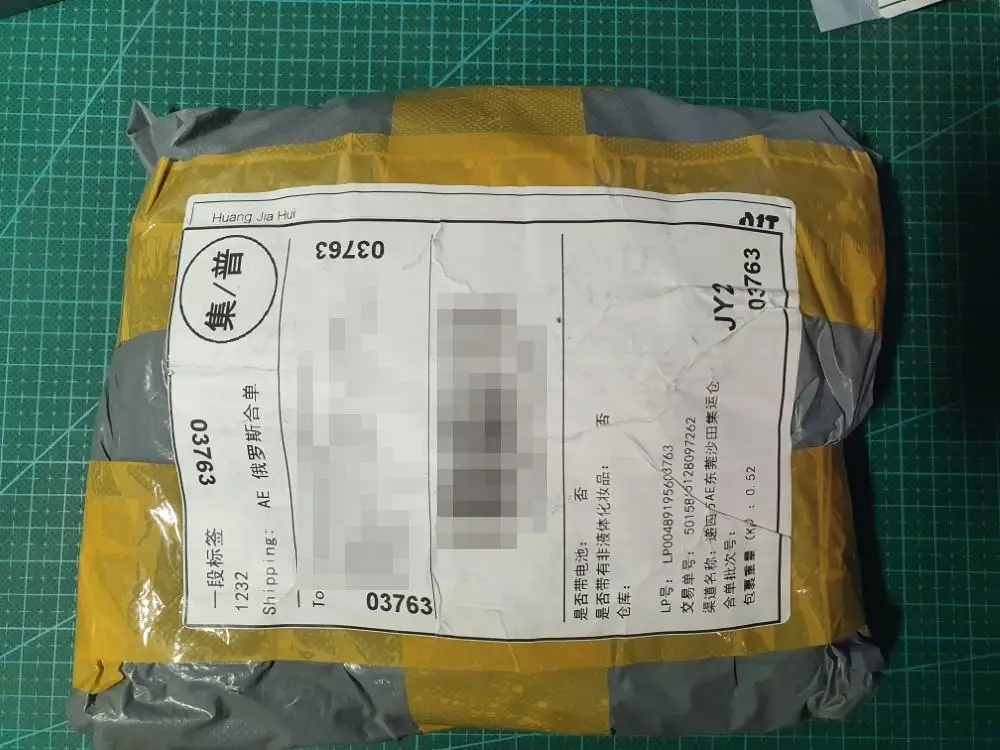 Huang Jia Hui
集/普
03763
03763
一段标签
1232
Shipping: AE 俄罗斯合单
To
03763
是否带电池: 否
是否带有非液体化妆品: 否
仓库:
JY2
03763
LP号: LP00489195603763
交易单号:
渠道名称: 递四方AE东莞沙田集运仓
合单批次号:
包裹重量 (Kg) : 0.52